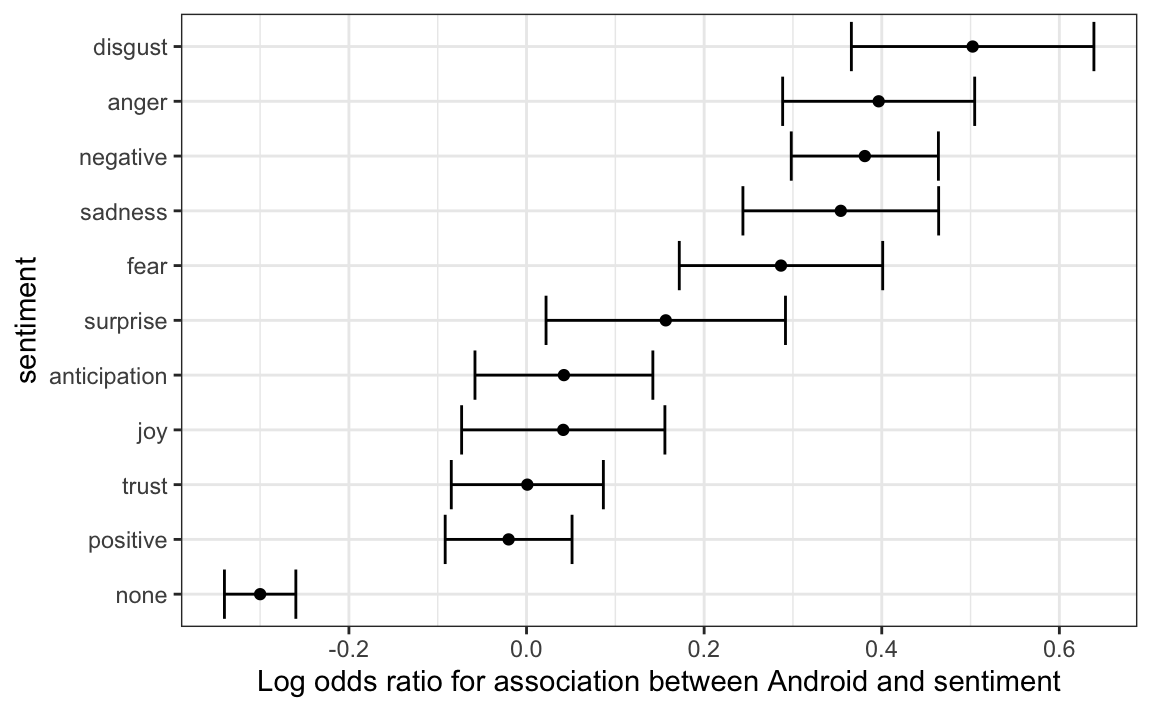 disgust
anger
negative
sadness
fear
surprise
anticipation
joy
trust
positive
none
sentiment
-0.2 0.0 0.2 0.4 0.6
Log odds ratio for association between Android and sentiment